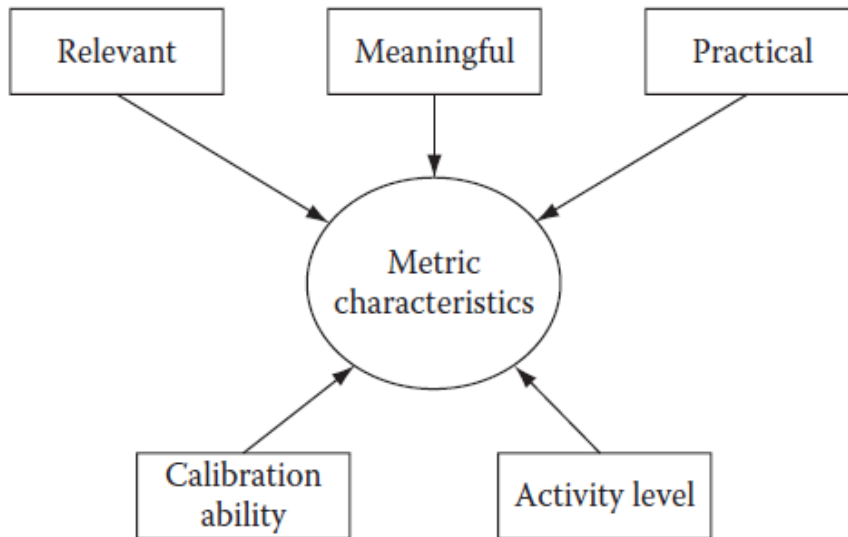 Relevant
Meaningful
Practical
Metric
characteristics
Calibration
ability
Activity level